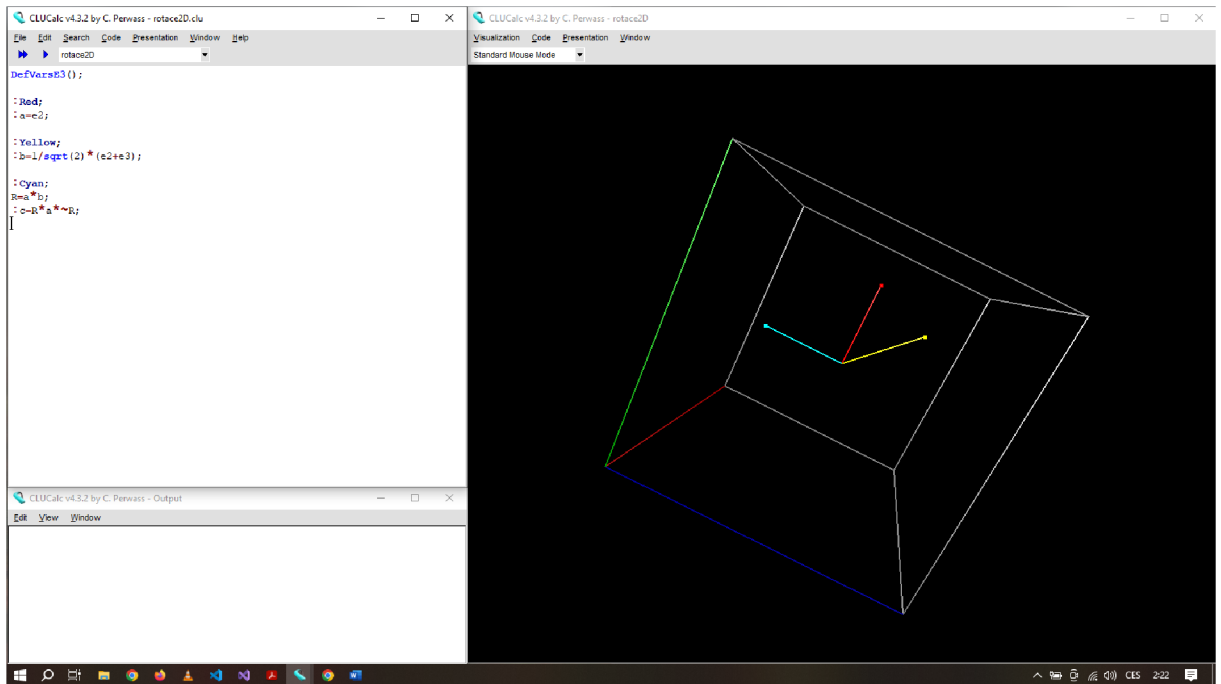 CLUCalc v4.3.2 by C. Perwass - rotace2D.clu
File Edit Search Code Presentation Window Help
rotace2D
DefVarsE3();
:Red;
:a=e2;
:Yellow;
:b=1/sqrt(2)*(e2+e3);
:Cyan;
R=a*b;
:c=R*a*~R;
CLUCalc v4.3.2 by C. Perwass - Output
Edit View Window
CLUCalc v4.3.2 by C. Perwass - rotace2D
Visualization Code Presentation Window
Standard Mouse Mode
CES 2:22